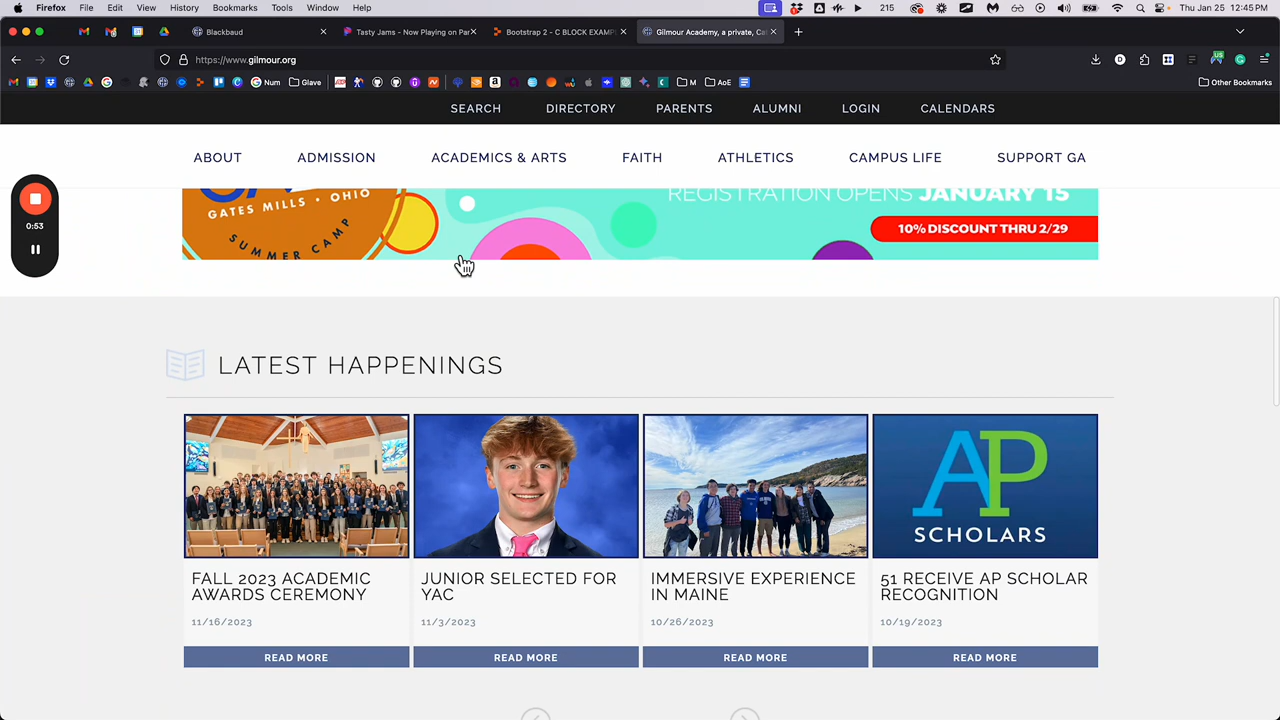 Firefox File Edit View History Bookmarks Tools Window Help 215 Thu Jan 25 12:45 PM
Blackbaud Tasty Jams - Now Playing on Par Bootstrap 2 - C BLOCK EXAMP Gilmour Academy, a private, Ca
https://www.gilmour.org
Num Glave M AoE Other Bookmarks
SEARCH DIRECTORY PARENTS ALUMNI LOGIN CALENDARS
ABOUT ADMISSION ACADEMICS & ARTS FAITH ATHLETICS CAMPUS LIFE SUPPORT GA
0:53
REGISTRATION OPENS JANUARY 15
GATES MILLS • OHIO
10% DISCOUNT THRU 2/29
SUMMER CAMP
LATEST HAPPENINGS
AP
SCHOLARS
FALL 2023 ACADEMIC
AWARDS CEREMONY
11/16/2023
READ MORE
JUNIOR SELECTED FOR
YAC
11/3/2023
READ MORE
IMMERSIVE EXPERIENCE
IN MAINE
10/26/2023
READ MORE
51 RECEIVE AP SCHOLAR
RECOGNITION
10/19/2023
READ MORE